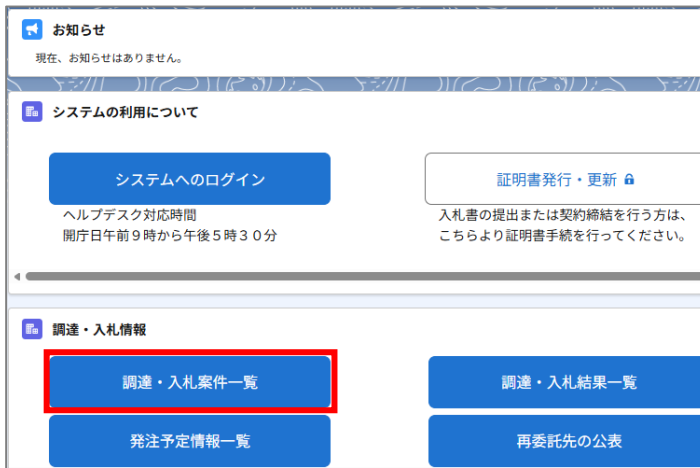 お知らせ
現在、お知らせはありません。
システムの利用について
システムへのログイン
ヘルプデスク対応時間
開庁日午前９時から午後５時３０分
証明書発行・更新
入札書の提出または契約締結を行う方は、
こちらより証明書手続を行ってください。
調達・入札情報
調達・入札案件一覧
調達・入札結果一覧
発注予定情報一覧
再委託先の公表